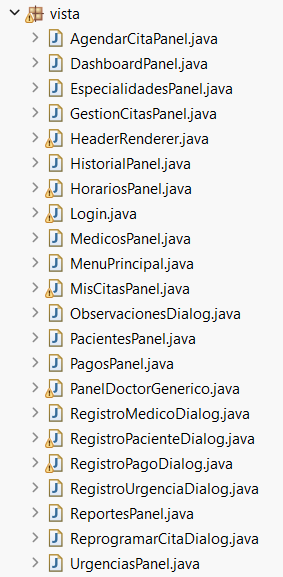 vista
AgendarCitaPanel.java
DashboardPanel.java
EspecialidadesPanel.java
GestionCitasPanel.java
HeaderRenderer.java
HistorialPanel.java
HorariosPanel.java
Login.java
MedicosPanel.java
MenuPrincipal.java
MisCitasPanel.java
ObservacionesDialog.java
PacientesPanel.java
PagosPanel.java
PanelDoctorGenerico.java
RegistroMedicoDialog.java
RegistroPacienteDialog.java
RegistroPagoDialog.java
RegistroUrgenciaDialog.java
ReportesPanel.java
ReprogramarCitaDialog.java
UrgenciasPanel.java